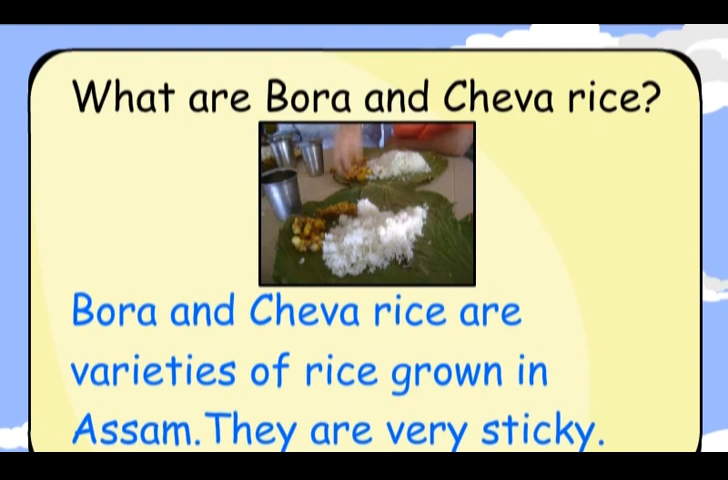 What are Bora and Cheva rice?
Bora and Cheva rice are
varieties of rice grown in
Assam.They are very sticky.